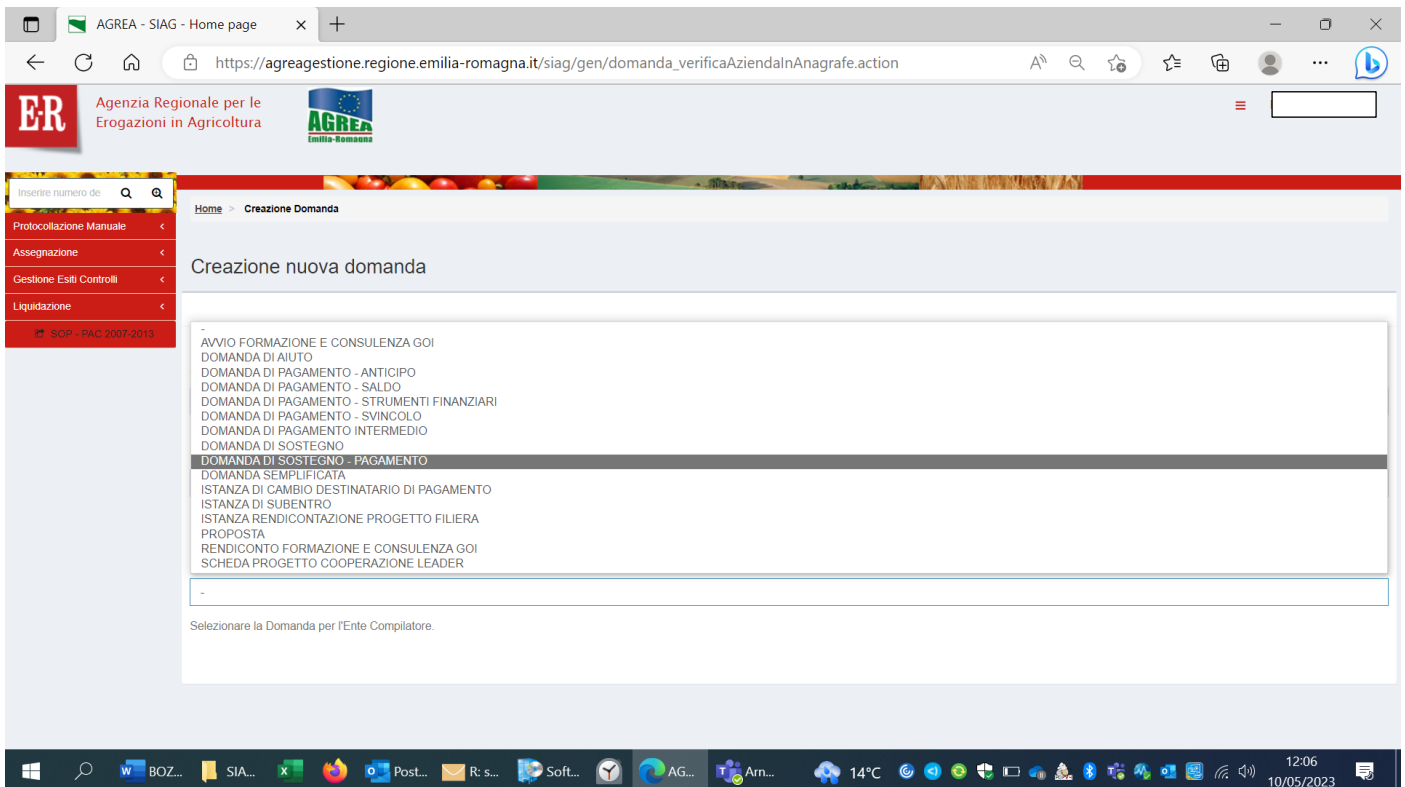 AGREA - SIAG - Home page
https://agreagestione.regione.emilia-romagna.it/siag/gen/domanda_verificaAziendaInAnagrafe.action
E-R
Agenzia Regionale per le
Erogazioni in Agricoltura
AGREA
Emilia-Romagna
Inserire numero de
Protocollazione Manuale
Assegnazione
Gestione Esiti Controlli
Liquidazione
SOP - PAC 2007-2013
Home > Creazione Domanda
Creazione nuova domanda
-
AVVIO FORMAZIONE E CONSULENZA GOI
DOMANDA DI AIUTO
DOMANDA DI PAGAMENTO - ANTICIPO
DOMANDA DI PAGAMENTO - SALDO
DOMANDA DI PAGAMENTO - STRUMENTI FINANZIARI
DOMANDA DI PAGAMENTO - SVINCOLO
DOMANDA DI PAGAMENTO INTERMEDIO
DOMANDA DI SOSTEGNO
DOMANDA DI SOSTEGNO - PAGAMENTO
DOMANDA SEMPLIFICATA
ISTANZA DI CAMBIO DESTINATARIO DI PAGAMENTO
ISTANZA DI SUBENTRO
ISTANZA RENDICONTAZIONE PROGETTO FILIERA
PROPOSTA
RENDICONTO FORMAZIONE E CONSULENZA GOI
SCHEDA PROGETTO COOPERAZIONE LEADER
-
Selezionare la Domanda per l'Ente Compilatore.
BOZ... SIA... Post... R: s... Soft... AG... Arn... 14°C
12:06
10/05/2023